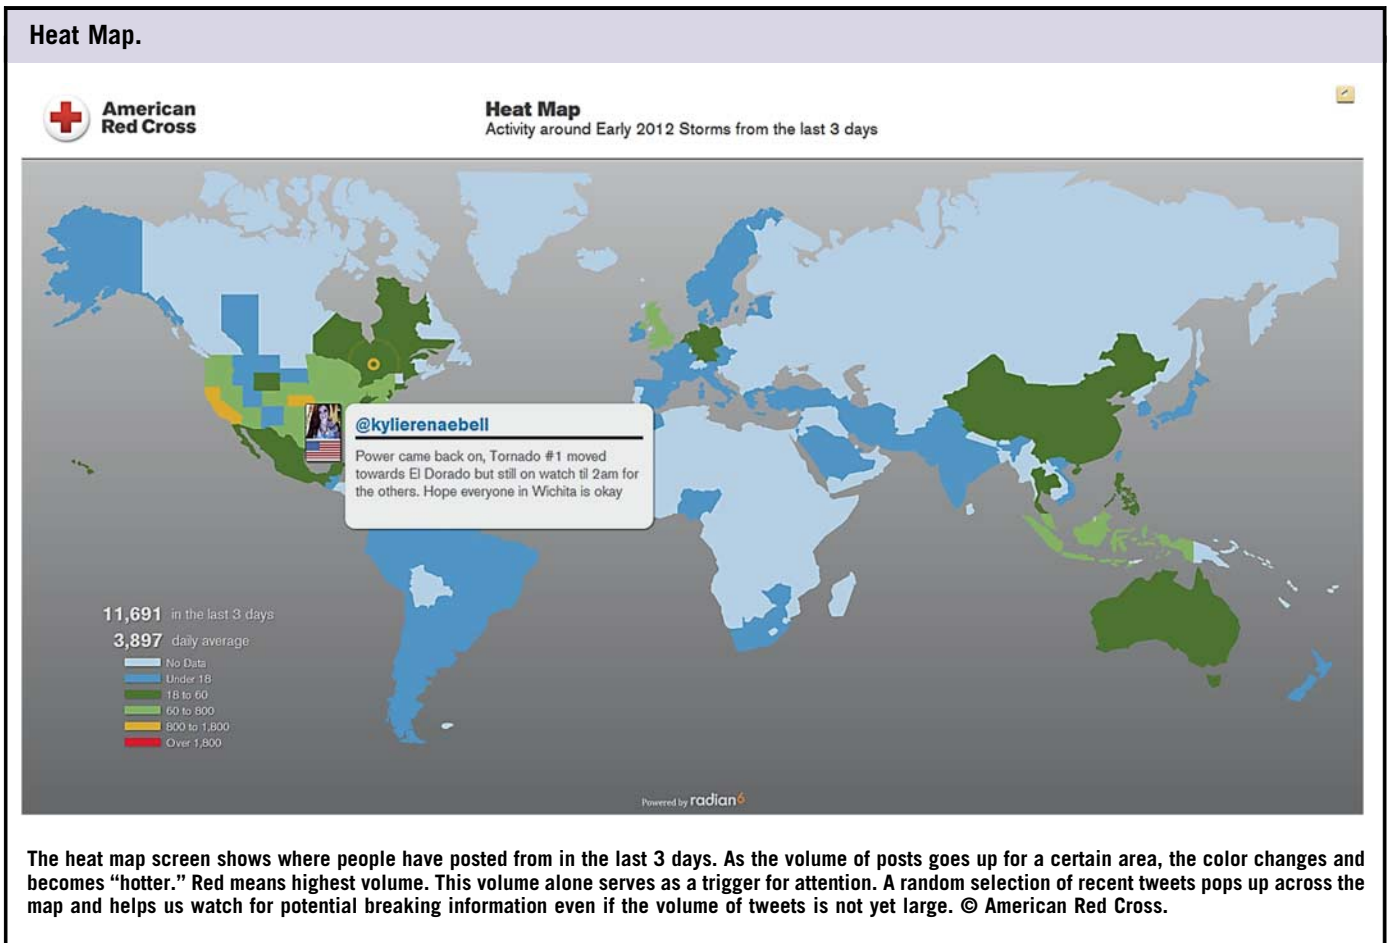 Heat Map.
American
Red Cross
Heat Map
Activity around Early 2012 Storms from the last 3 days
@kylierenaebell
Power came back on, Tornado #1 moved
towards El Dorado but still on watch til 2am for
the others. Hope everyone in Wichita is okay
11,691 in the last 3 days
3,897 daily average
No Data
Under 18
18 to 60
60 to 800
800 to 1,800
Over 1,800
Powered by radian6
The heat map screen shows where people have posted from in the last 3 days. As the volume of posts goes up for a certain area, the color changes and
becomes “hotter.” Red means highest volume. This volume alone serves as a trigger for attention. A random selection of recent tweets pops up across the
map and helps us watch for potential breaking information even if the volume of tweets is not yet large. © American Red Cross.